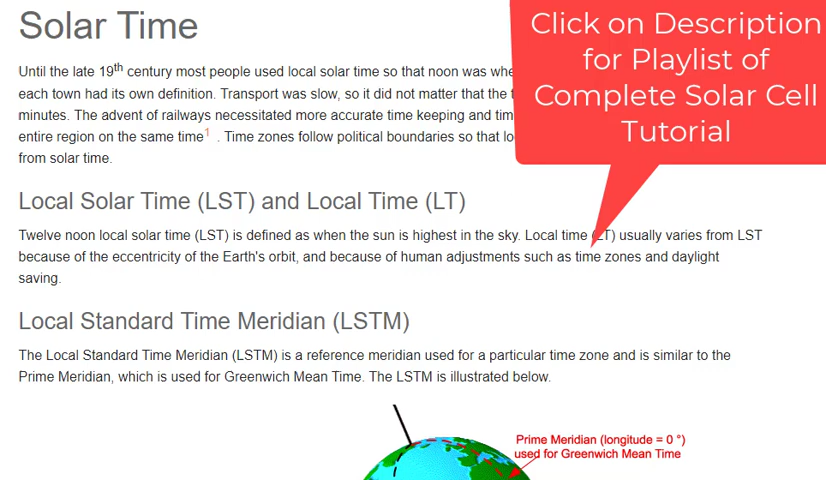 Solar Time
Click on Description
for Playlist of
Complete Solar Cell
Tutorial
Until the late 19th century most people used local solar time so that noon was
each town had its own definition. Transport was slow, so it did not matter that the
minutes. The advent of railways necessitated more accurate time keeping and
entire region on the same time1 . Time zones follow political boundaries so that
from solar time.
Local Solar Time (LST) and Local Time (LT)
Twelve noon local solar time (LST) is defined as when the sun is highest in the sky. Local time (LT) usually varies from LST
because of the eccentricity of the Earth's orbit, and because of human adjustments such as time zones and daylight
saving.
Local Standard Time Meridian (LSTM)
The Local Standard Time Meridian (LSTM) is a reference meridian used for a particular time zone and is similar to the
Prime Meridian, which is used for Greenwich Mean Time. The LSTM is illustrated below.
Prime Meridian (longitude = 0 °)
used for Greenwich Mean Time